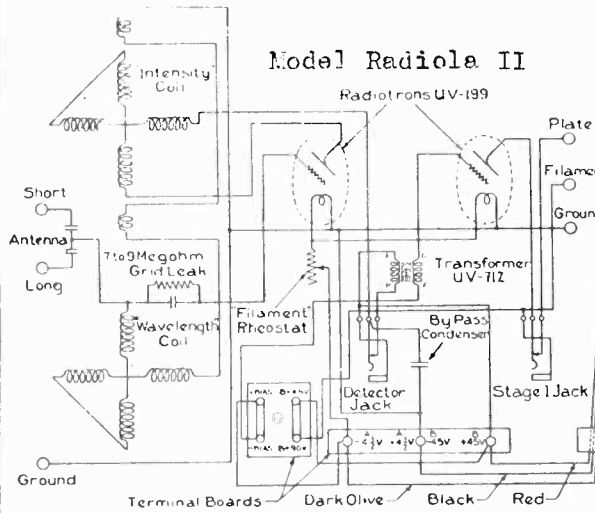 Model Radiola II
"Intensity"
Coil
Radiotrons UV-199
Plate
Filame
Ground
Short
Antenna
Long
7 to 9 Megohm
Grid Leak
"Wavelength"
Coil
"Filament"
Rheostat
Transformer
UV-712
By Pass
Condenser
Detector
Jack
Stage 1 Jack
A
-4½V
A
+4½V
B
-45V
B
+45V
Ground
Terminal Boards
Dark Olive
Black
Red